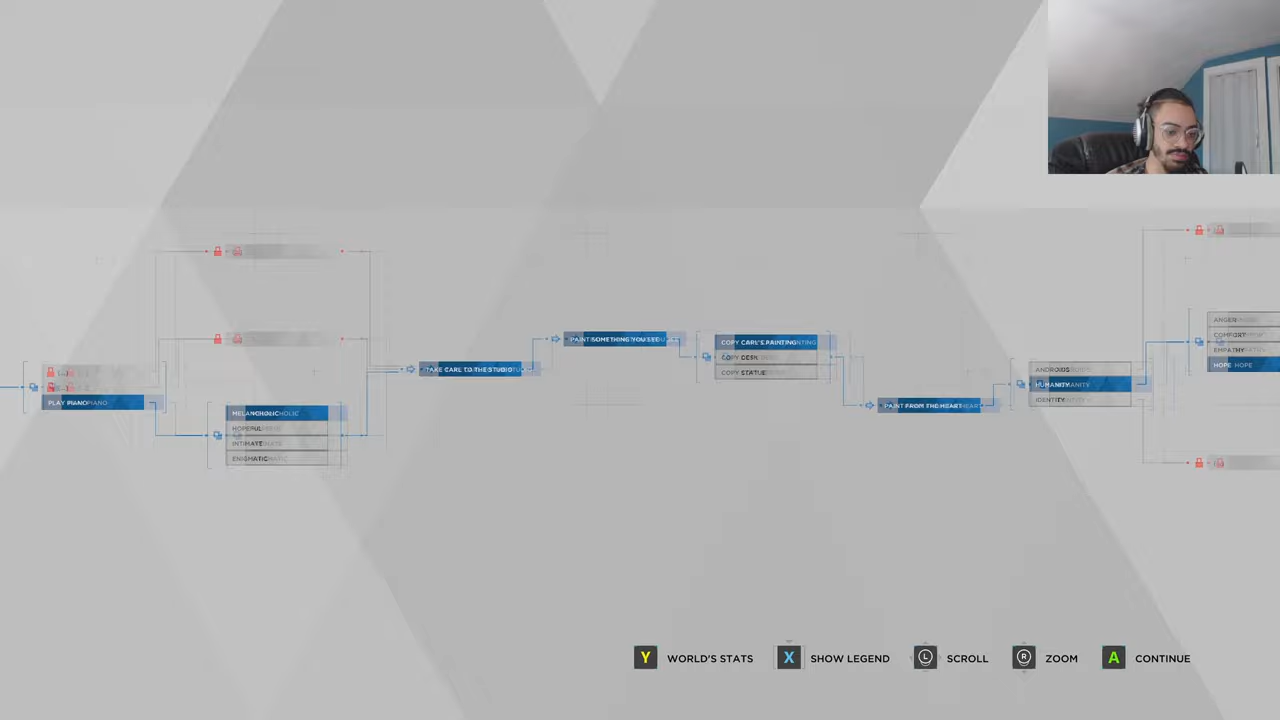 PLAY PIANO
MELANCHOLIC
HOPEFUL
INTIMATE
ENIGMATIC
TAKE CARL TO THE STUDIO
PAINT SOMETHING YOU SEE
COPY CARL'S PAINTING
COPY DESK
COPY STATUE
PAINT FROM THE HEART
ANDROIDS
HUMANITY
IDENTITY
ANGER
EMPATHY
HOPE
Y WORLD'S STATS
X SHOW LEGEND
L SCROLL
R ZOOM
A CONTINUE